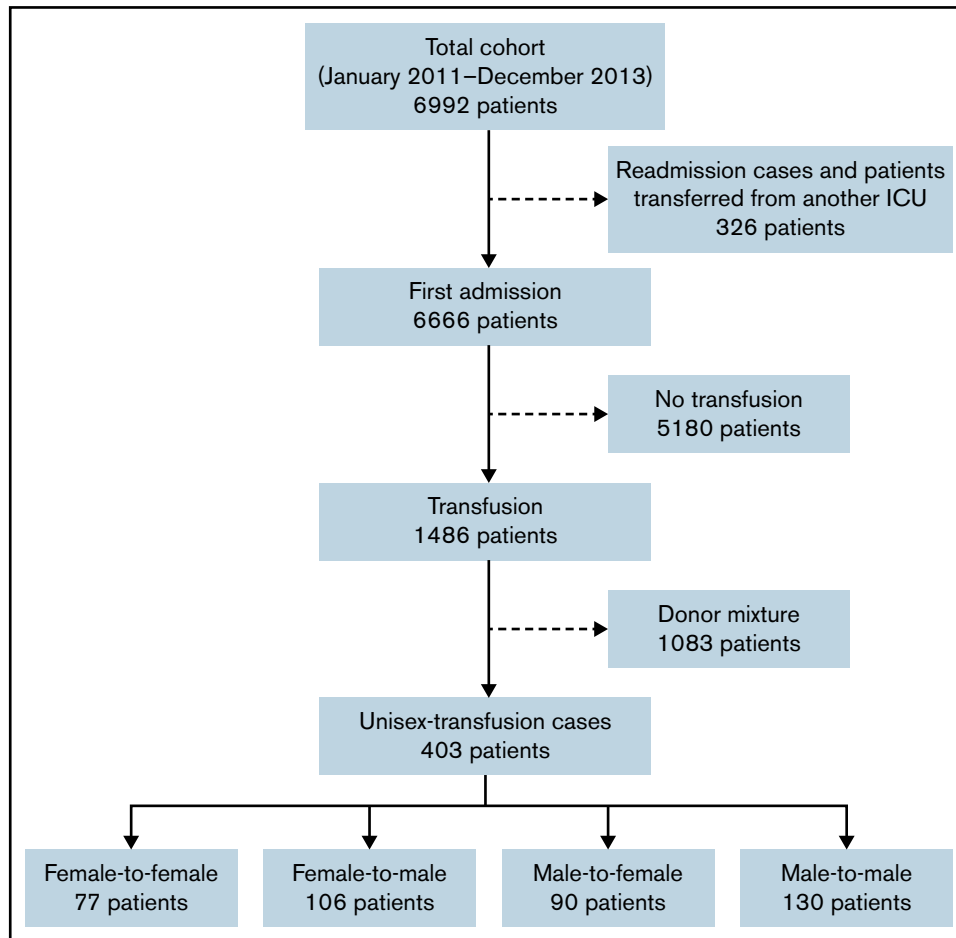 Total cohort
(January 2011–December 2013)
6992 patients
Readmission cases and patients
transferred from another ICU
326 patients
First admission
6666 patients
No transfusion
5180 patients
Transfusion
1486 patients
Donor mixture
1083 patients
Unisex-transfusion cases
403 patients
Female-to-female
77 patients
Female-to-male
106 patients
Male-to-female
90 patients
Male-to-male
130 patients